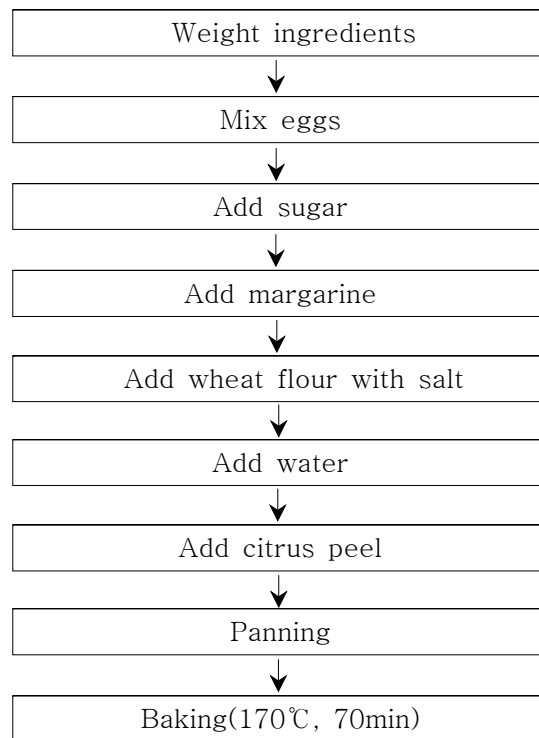 Weight ingredients
Mix eggs
Add sugar
Add margarine
Add wheat flour with salt
Add water
Add citrus peel
Panning
Baking(170℃, 70min)